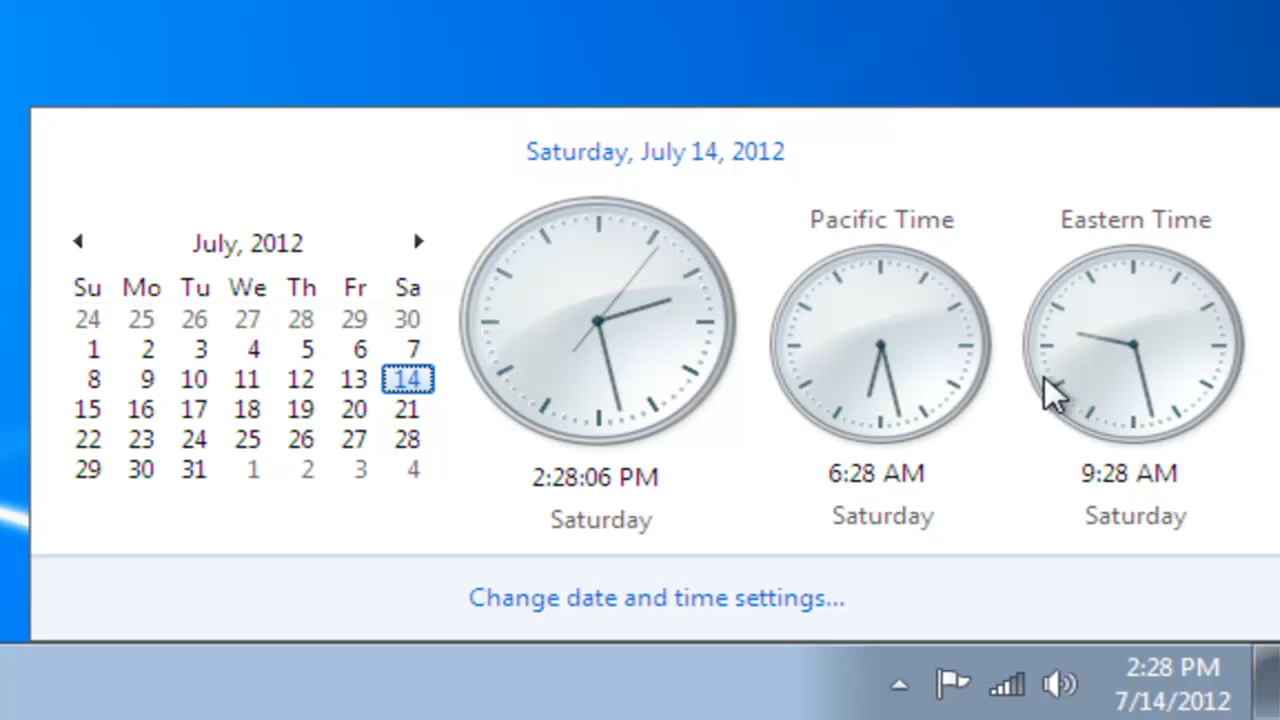 Saturday, July 14, 2012
July, 2012
Su Mo Tu We Th Fr Sa
24 25 26 27 28 29 30
1 2 3 4 5 6 7
8 9 10 11 12 13 14
15 16 17 18 19 20 21
22 23 24 25 26 27 28
29 30 31 1 2 3 4
2:28:06 PM
Saturday
Pacific Time
6:28 AM
Saturday
Eastern Time
9:28 AM
Saturday
Change date and time settings...
2:28 PM
7/14/2012